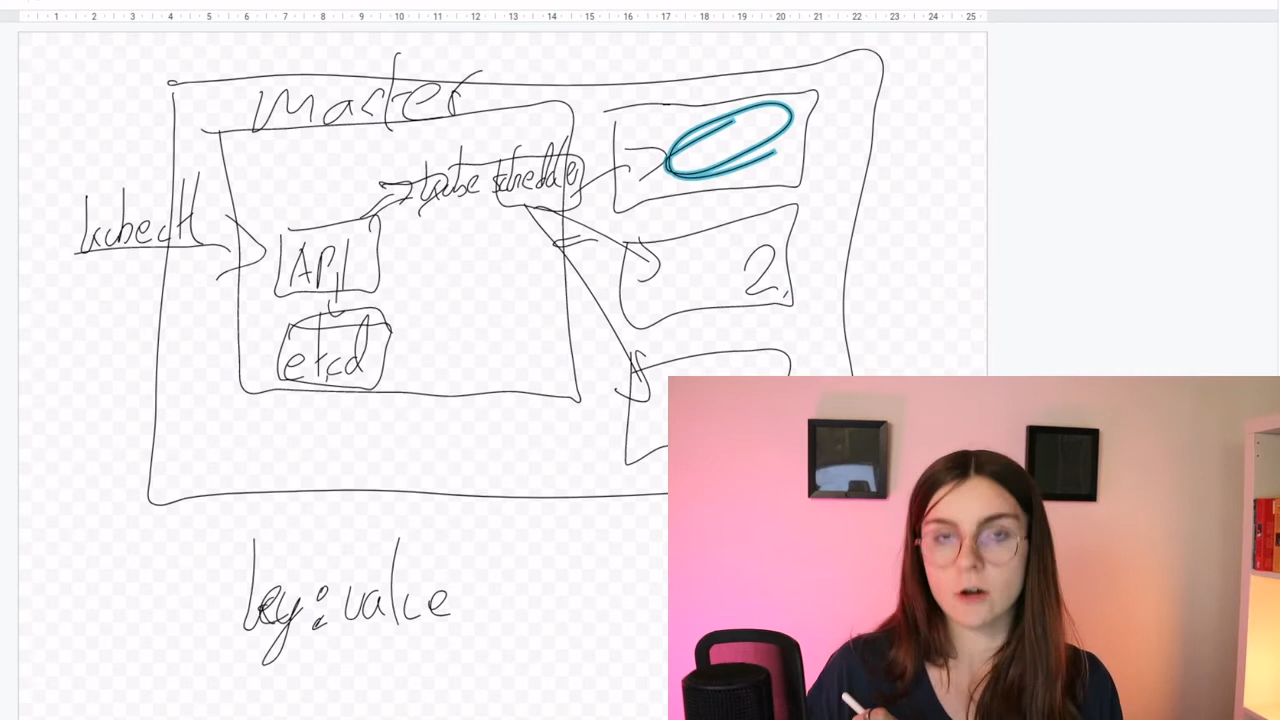 1 2 3 4 5 6 7 8 9 10 11 12 13 14 15 16 17 18 19 20 21 22 23 24 25
Master
kube scheduler
kubectl
API
2.
etcd
key: value